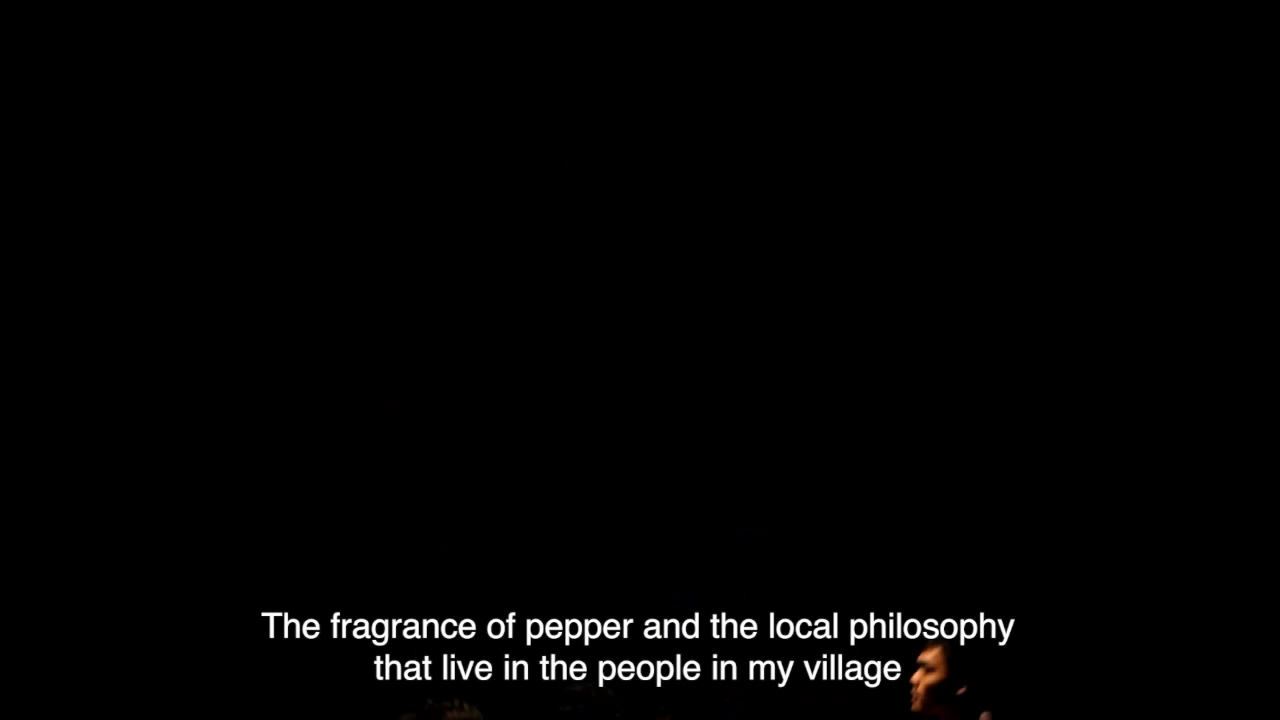 The fragrance of pepper and the local philosophy
that live in the people in my village